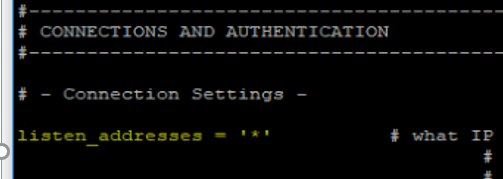 #------------------------------------------------------
# CONNECTIONS AND AUTHENTICATION
#------------------------------------------------------
# - Connection Settings -
listen_addresses = '*' # what IP
#
#